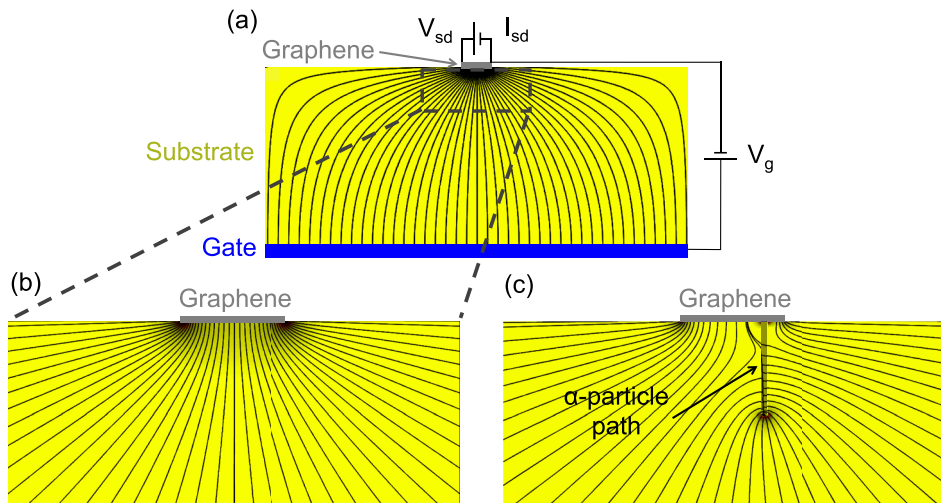 (a)
V_sd I_sd
Graphene
Substrate
V_g
Gate
(b)
Graphene
(c)
Graphene
α-particle
path